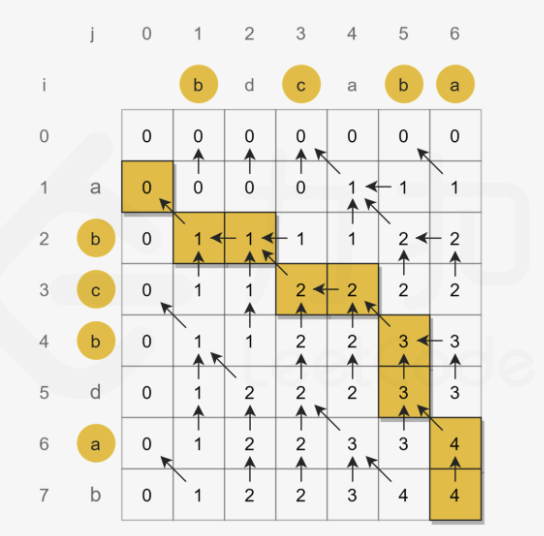 j 0 1 2 3 4 5 6
i b d c a b a
0 0 0 0 0 0 0 0
1 a 0 0 0 0 1 1 1
2 b 0 1 1 1 1 2 2
3 c 0 1 1 2 2 2 2
4 b 0 1 1 2 2 3 3
5 d 0 1 2 2 2 3 3
6 a 0 1 2 2 3 3 4
7 b 0 1 2 2 3 4 4